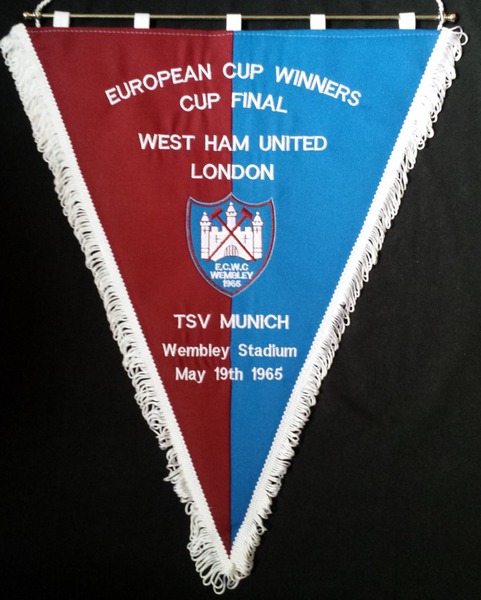 EUROPEAN CUP WINNERS
CUP FINAL
WEST HAM UNITED
LONDON
E.C.W.C
WEMBLEY
1965
TSV MUNICH
Wembley Stadium
May 19th 1965